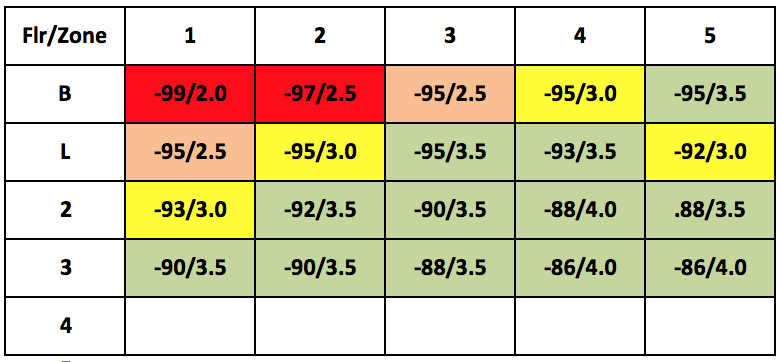 Flr/Zone 1 2 3 4 5
B -99/2.0 -97/2.5 -95/2.5 -95/3.0 -95/3.5
L -95/2.5 -95/3.0 -95/3.5 -93/3.5 -92/3.0
2 -93/3.0 -92/3.5 -90/3.5 -88/4.0 .88/3.5
3 -90/3.5 -90/3.5 -88/3.5 -86/4.0 -86/4.0
4